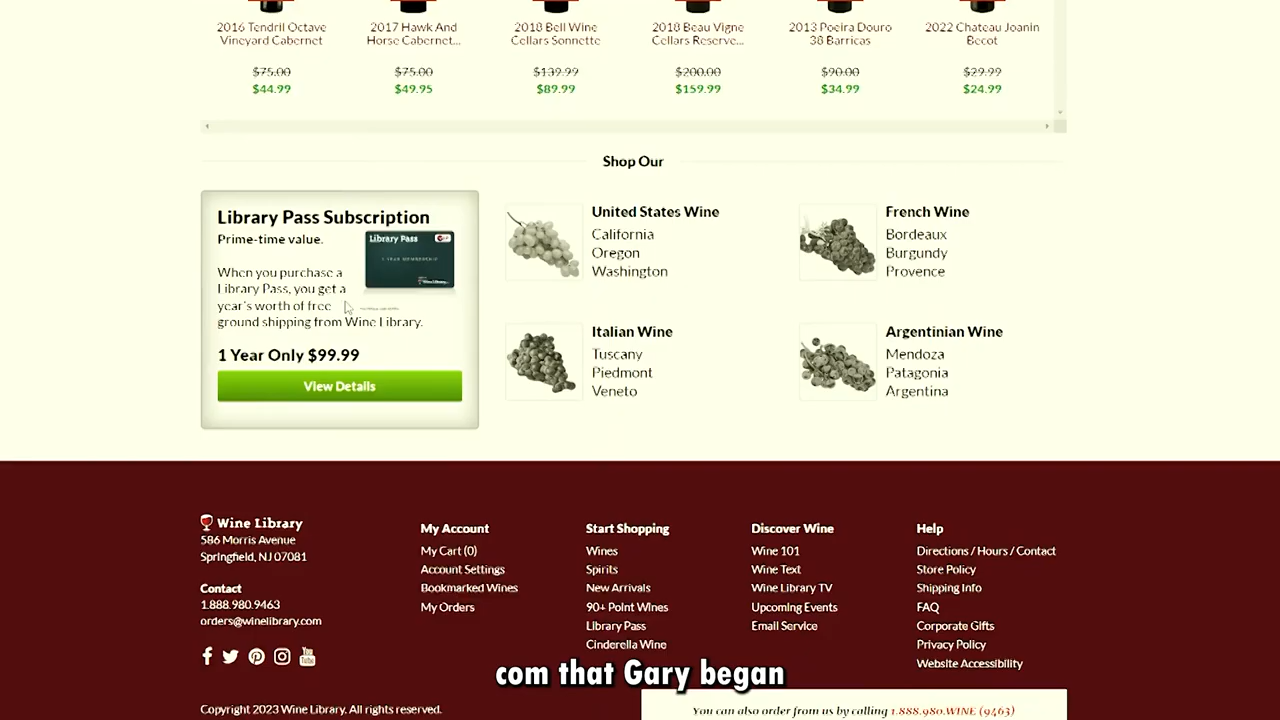 2016 Tendril Octave
Vineyard Cabernet
$75.00
$44.99
2017 Hawk And
Horse Cabernet...
$75.00
$49.95
2018 Bell Wine
Cellars Sonnette
$139.99
$89.99
2018 Beau Vigne
Cellars Reserve...
$200.00
$159.99
2013 Poeira Douro
38 Barricas
$90.00
$34.99
2022 Chateau Joanin
Becot
$29.99
$24.99
Shop Our
Library Pass Subscription
Prime-time value.
Library Pass
1 YEAR MEMBERSHIP
When you purchase a
Library Pass, you get a
year's worth of free
ground shipping from Wine Library.
1 Year Only $99.99
View Details
United States Wine
California
Oregon
Washington
French Wine
Bordeaux
Burgundy
Provence
Italian Wine
Tuscany
Piedmont
Veneto
Argentinian Wine
Mendoza
Patagonia
Argentina
Wine Library
586 Morris Avenue
Springfield, NJ 07081
Contact
1.888.980.9463
orders@winelibrary.com
My Account
My Cart (0)
Account Settings
Bookmarked Wines
My Orders
Start Shopping
Wines
Spirits
New Arrivals
90+ Point Wines
Library Pass
Cinderella Wine
Discover Wine
Wine 101
Wine Text
Wine Library TV
Upcoming Events
Email Service
Help
Directions / Hours / Contact
Store Policy
Shipping Info
FAQ
Corporate Gifts
Privacy Policy
Website Accessibility
com that Gary began
Copyright 2023 Wine Library. All rights reserved.
You can also order from us by calling 1.888.980.WINE (9463)